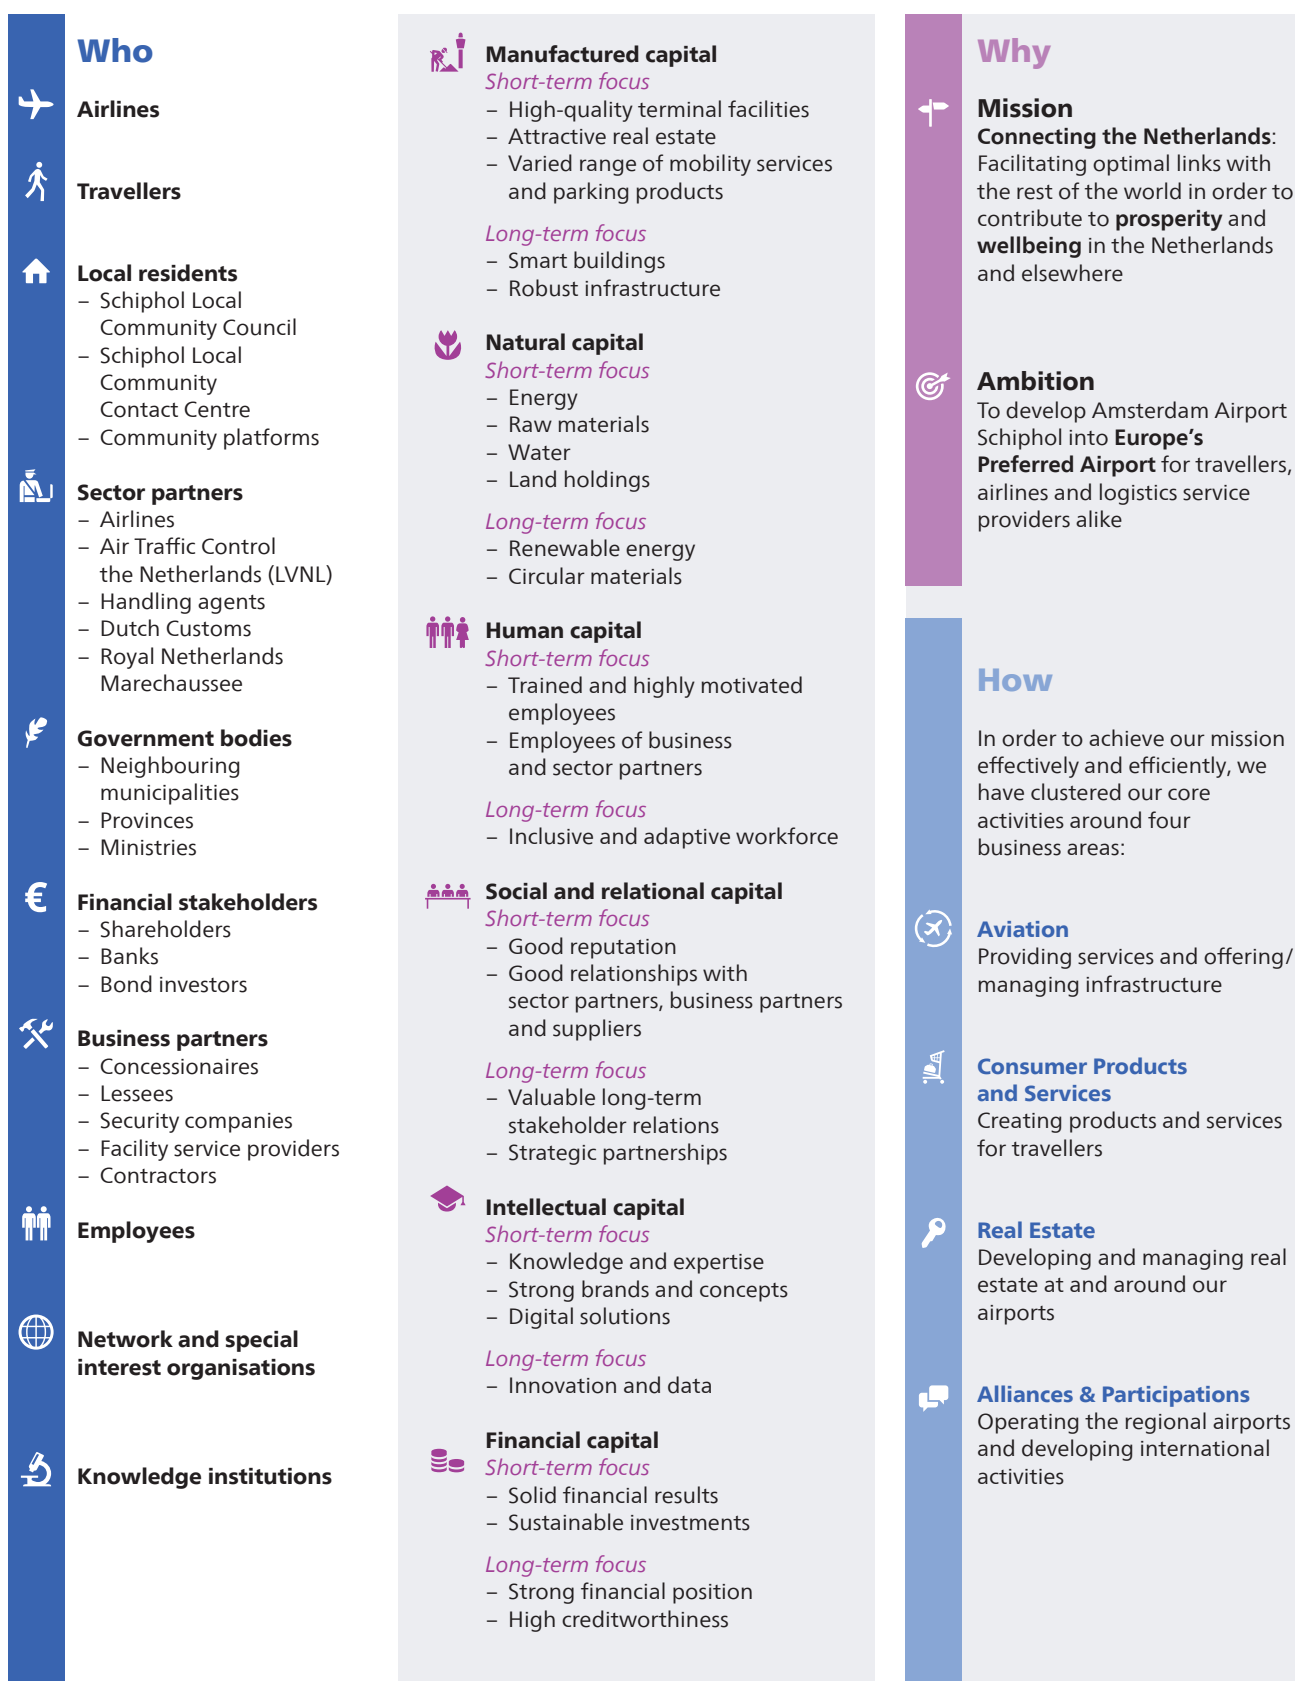 Who
Airlines
Travellers
Local residents
– Schiphol Local
Community Council
– Schiphol Local
Community
Contact Centre
– Community platforms
Sector partners
– Airlines
– Air Traffic Control
the Netherlands (LVNL)
– Handling agents
– Dutch Customs
– Royal Netherlands
Marechaussee
Government bodies
– Neighbouring
municipalities
– Provinces
– Ministries
€
Financial stakeholders
– Shareholders
– Banks
– Bond investors
Business partners
– Concessionaires
– Lessees
– Security companies
– Facility service providers
– Contractors
Employees
Network and special
interest organisations
Knowledge institutions
Manufactured capital
Short-term focus
– High-quality terminal facilities
– Attractive real estate
– Varied range of mobility services
and parking products
Long-term focus
– Smart buildings
– Robust infrastructure
Natural capital
Short-term focus
– Energy
– Raw materials
– Water
– Land holdings
Long-term focus
– Renewable energy
– Circular materials
Human capital
Short-term focus
– Trained and highly motivated
employees
– Employees of business
and sector partners
Long-term focus
– Inclusive and adaptive workforce
Social and relational capital
Short-term focus
– Good reputation
– Good relationships with
sector partners, business partners
and suppliers
Long-term focus
– Valuable long-term
stakeholder relations
– Strategic partnerships
Intellectual capital
Short-term focus
– Knowledge and expertise
– Strong brands and concepts
– Digital solutions
Long-term focus
– Innovation and data
Financial capital
Short-term focus
– Solid financial results
– Sustainable investments
Long-term focus
– Strong financial position
– High creditworthiness
Why
Mission
Connecting the Netherlands:
Facilitating optimal links with
the rest of the world in order to
contribute to prosperity and
wellbeing in the Netherlands
and elsewhere
Ambition
To develop Amsterdam Airport
Schiphol into Europe's
Preferred Airport for travellers,
airlines and logistics service
providers alike
How
In order to achieve our mission
effectively and efficiently, we
have clustered our core
activities around four
business areas:
Aviation
Providing services and offering/
managing infrastructure
Consumer Products
and Services
Creating products and services
for travellers
Real Estate
Developing and managing real
estate at and around our
airports
Alliances & Participations
Operating the regional airports
and developing international
activities